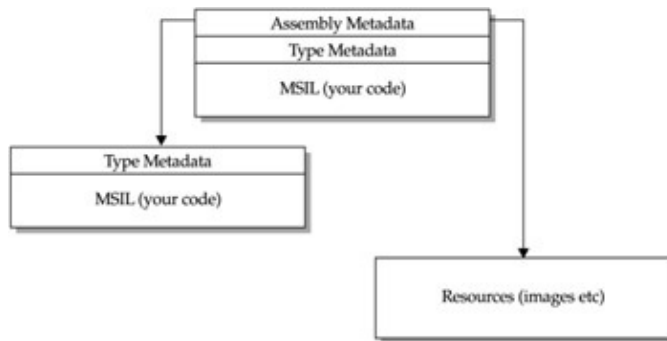 Assembly Metadata
Type Metadata
MSIL (your code)
Type Metadata
MSIL (your code)
Resources (images etc)